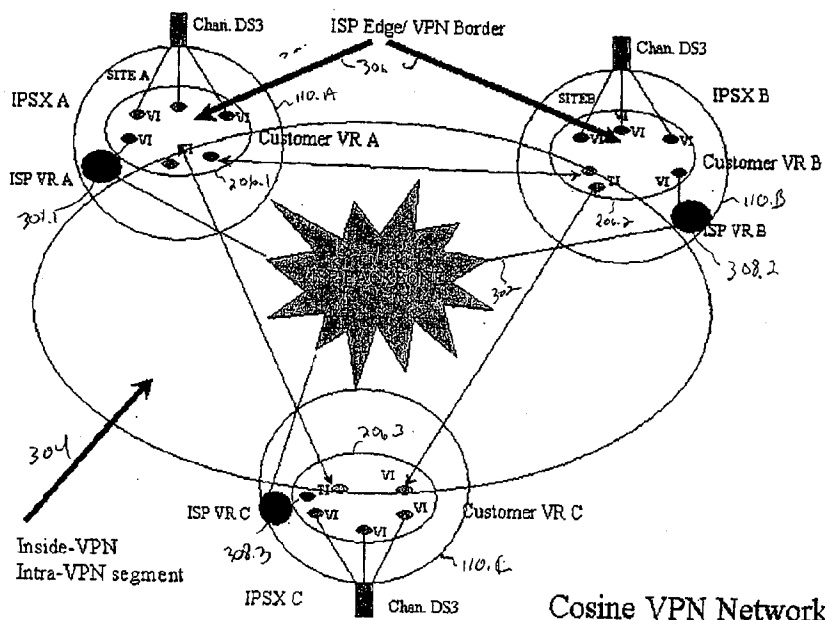 Chan. DS3
ISP Edge/ VPN Border
306
Chan. DS3
SITE A
IPSX A
110.A
VI
VI
VI
Customer VR A
TI
ISP VR A
206.1
SITEB
IPSX B
VI
VI
VI
Customer VR B
TI
VI
206.2
110.B
ISP VR B
308.2
302
304
Inside-VPN
Intra-VPN segment
206.3
VI
TI
VI
VI
VI
ISP VR C
308.3
Customer VR C
110.C
IPSX C
Chan. DS3
Cosine VPN Network